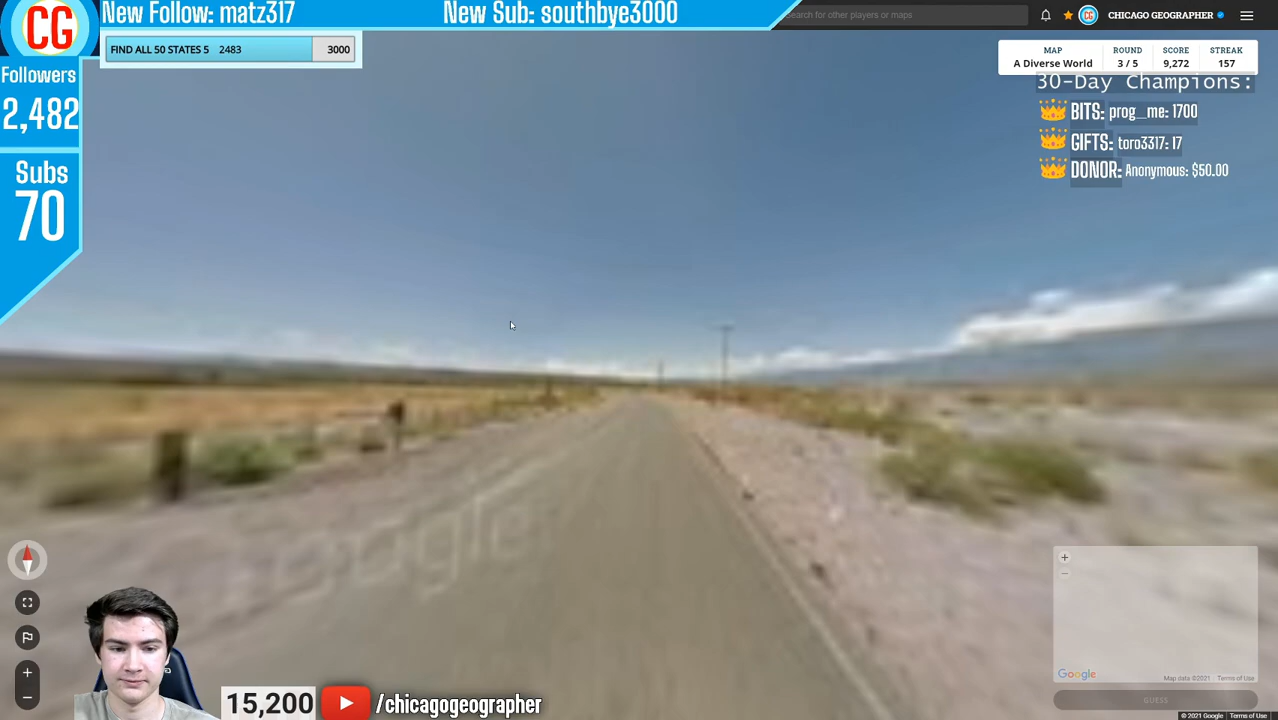 CG
New Follow: matz317
New Sub: southbye3000
Search for other players or maps
CG
CHICAGO GEOGRAPHER
FIND ALL 50 STATES 5 2483 3000
Followers
2,482
Subs
70
MAP ROUND SCORE STREAK
A Diverse World 3 / 5 9,272 157
30-Day Champions:
BITS: prog_me: 1700
GIFTS: toro3317: 17
DONOR: Anonymous: $50.00
Google
+
−
Google
Map data ©2021 Terms of Use
GUESS
+
−
15,200
/chicagogeographer
© 2021 Google Terms of Use